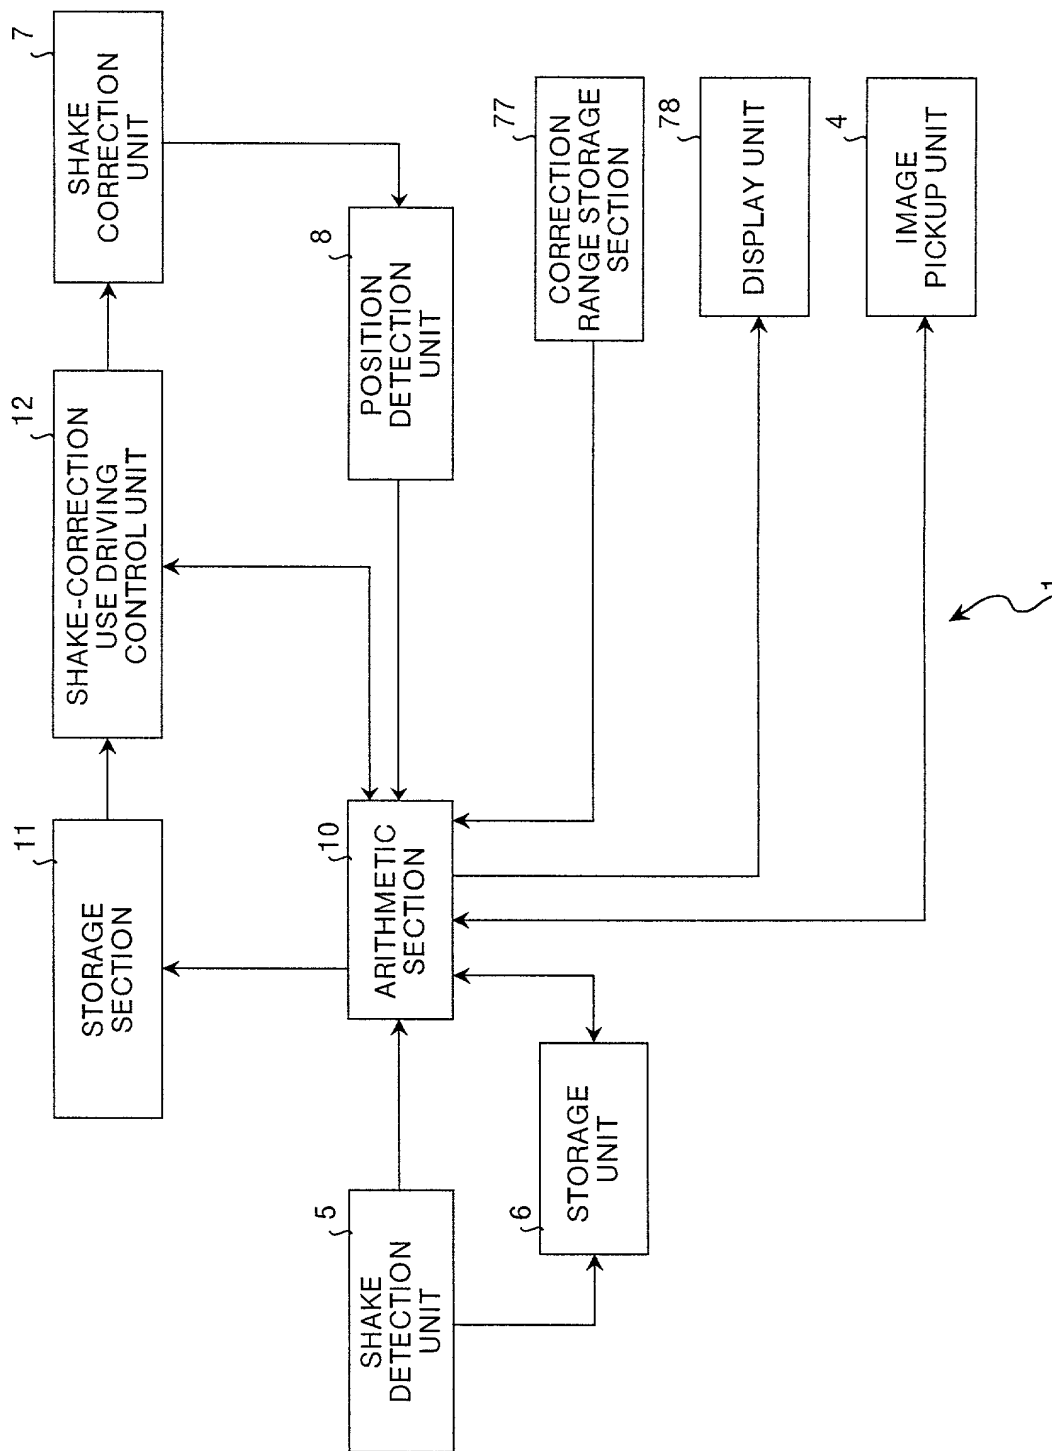 11
STORAGE
SECTION
12
SHAKE-CORRECTION
USE DRIVING
CONTROL UNIT
7
SHAKE
CORRECTION
UNIT
5
SHAKE
DETECTION
UNIT
10
ARITHMETIC
SECTION
8
POSITION
DETECTION
UNIT
6
STORAGE
UNIT
77
CORRECTION
RANGE STORAGE
SECTION
78
DISPLAY UNIT
4
IMAGE
PICKUP UNIT
1